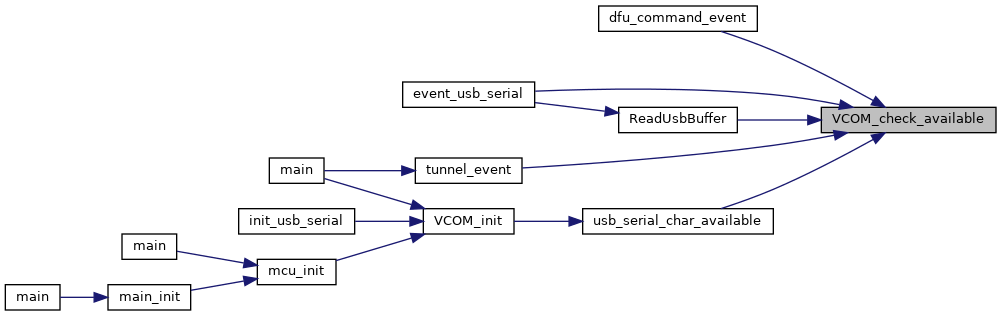 dfu_command_event
event_usb_serial
ReadUsbBuffer
VCOM_check_available
main
tunnel_event
init_usb_serial
VCOM_init
usb_serial_char_available
main
mcu_init
main
main_init